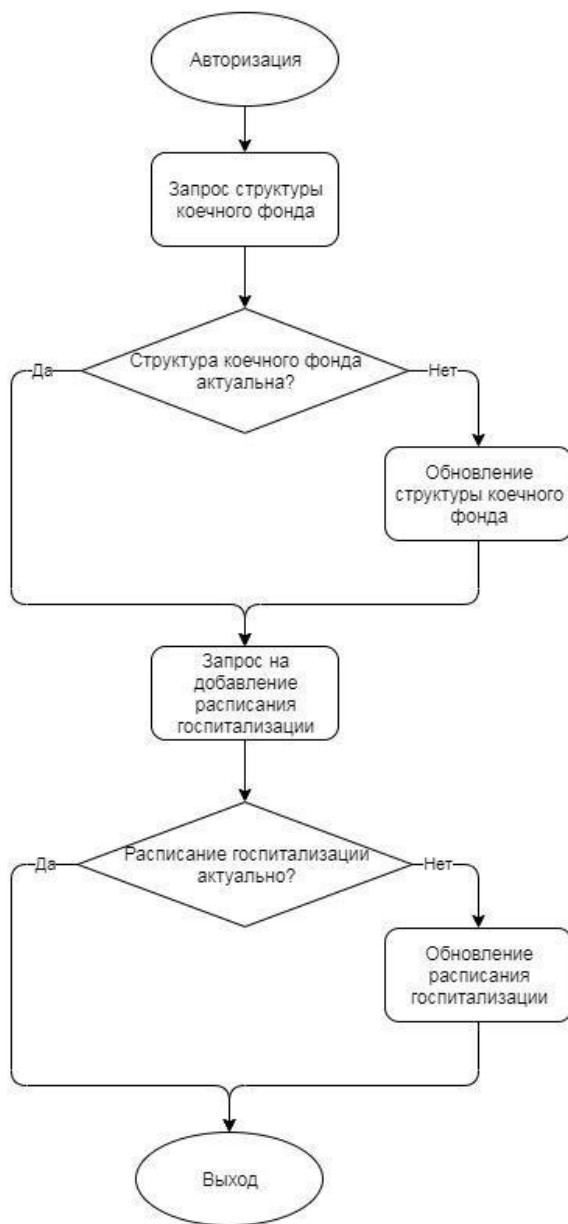 Авторизация
Запрос структуры
коечного фонда
Структура коечного фонда
актуальна?
Да
Нет
Обновление
структуры коечного
фонда
Запрос на
добавление
расписания
госпитализации
Расписание госпитализации
актуально?
Да
Нет
Обновление
расписания
госпитализации
Выход